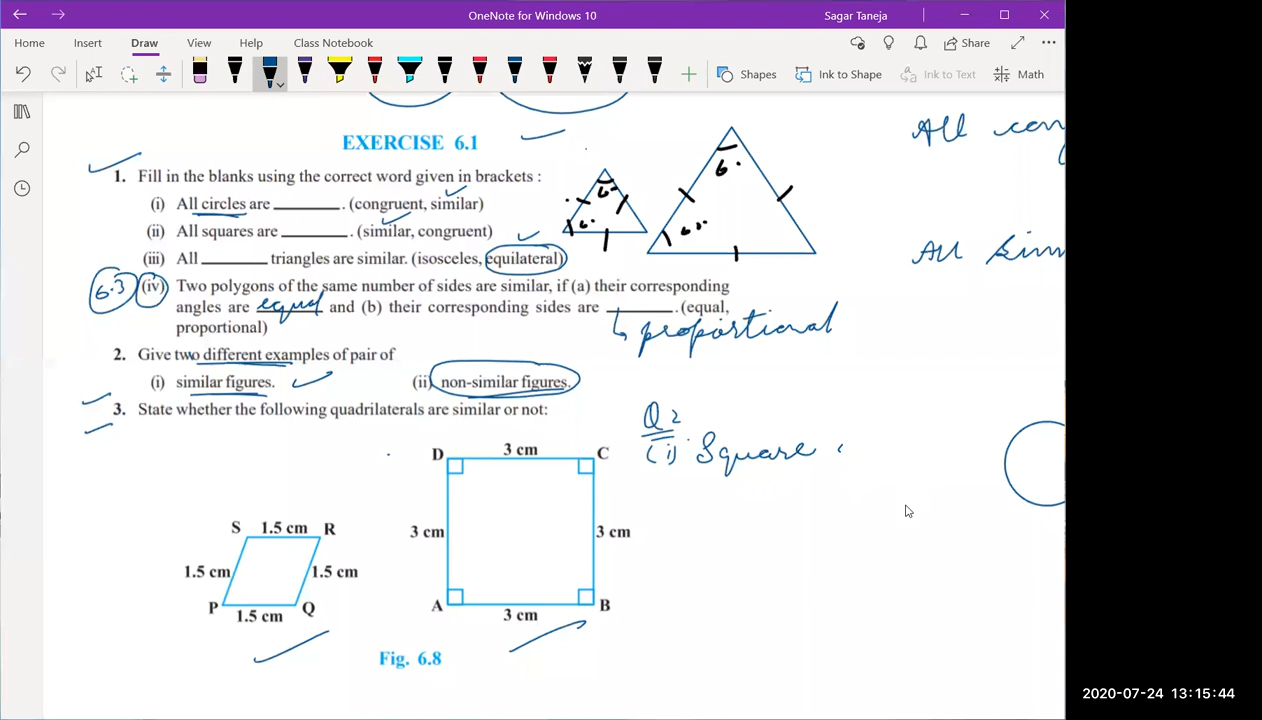 OneNote for Windows 10
Sagar Taneja
Home Insert Draw View Help Class Notebook
Share
Shapes Ink to Shape Ink to Text Math
EXERCISE 6.1
All
1. Fill in the blanks using the correct word given in brackets :
(i) All circles are ________. (congruent, similar)
(ii) All squares are ________. (similar, congruent)
(iii) All ________ triangles are similar. (isosceles, equilateral)
All
6.3 (iv) Two polygons of the same number of sides are similar, if (a) their corresponding
angles are equal and (b) their corresponding sides are ________. (equal,
proportional)
proportional
2. Give two different examples of pair of
(i) similar figures. (ii) non-similar figures.
3. State whether the following quadrilaterals are similar or not:
Q2
(i) Square
D 3 cm C
3 cm 3 cm
A 3 cm B
S 1.5 cm R
1.5 cm 1.5 cm
P 1.5 cm Q
Fig. 6.8
2020-07-24 13:15:44